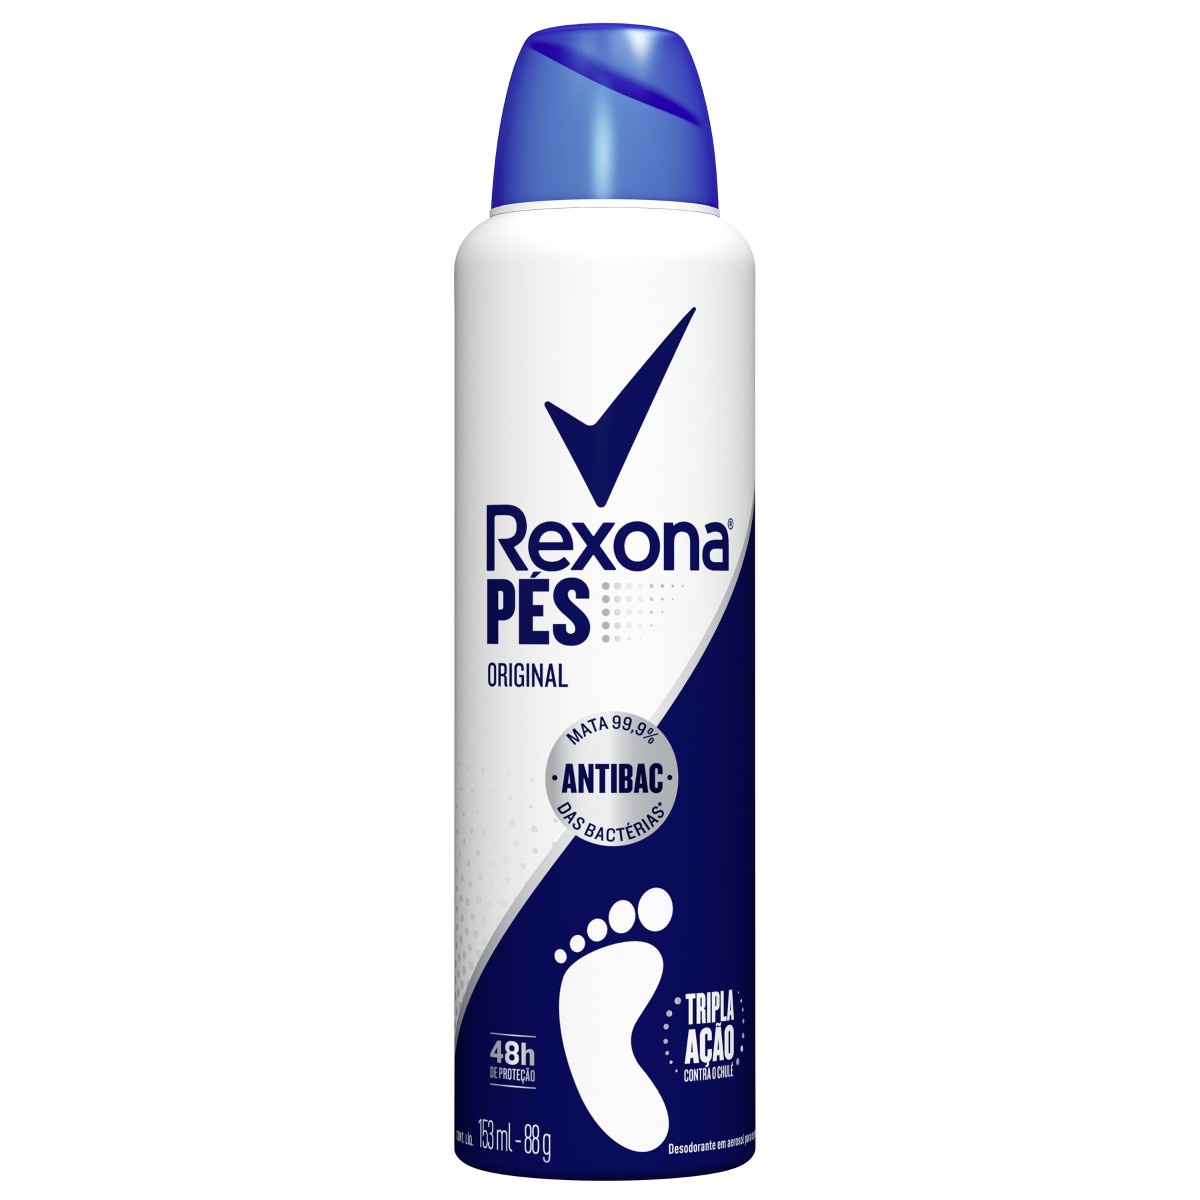 Rexona®
PÉS
ORIGINAL
MATA 99,9%
ANTIBAC
DAS BACTÉRIAS*
TRIPLA
AÇÃO
CONTRA O CHULÉ
48h
DE PROTEÇÃO
153 ml - 88 g
Desodorante em aerosol